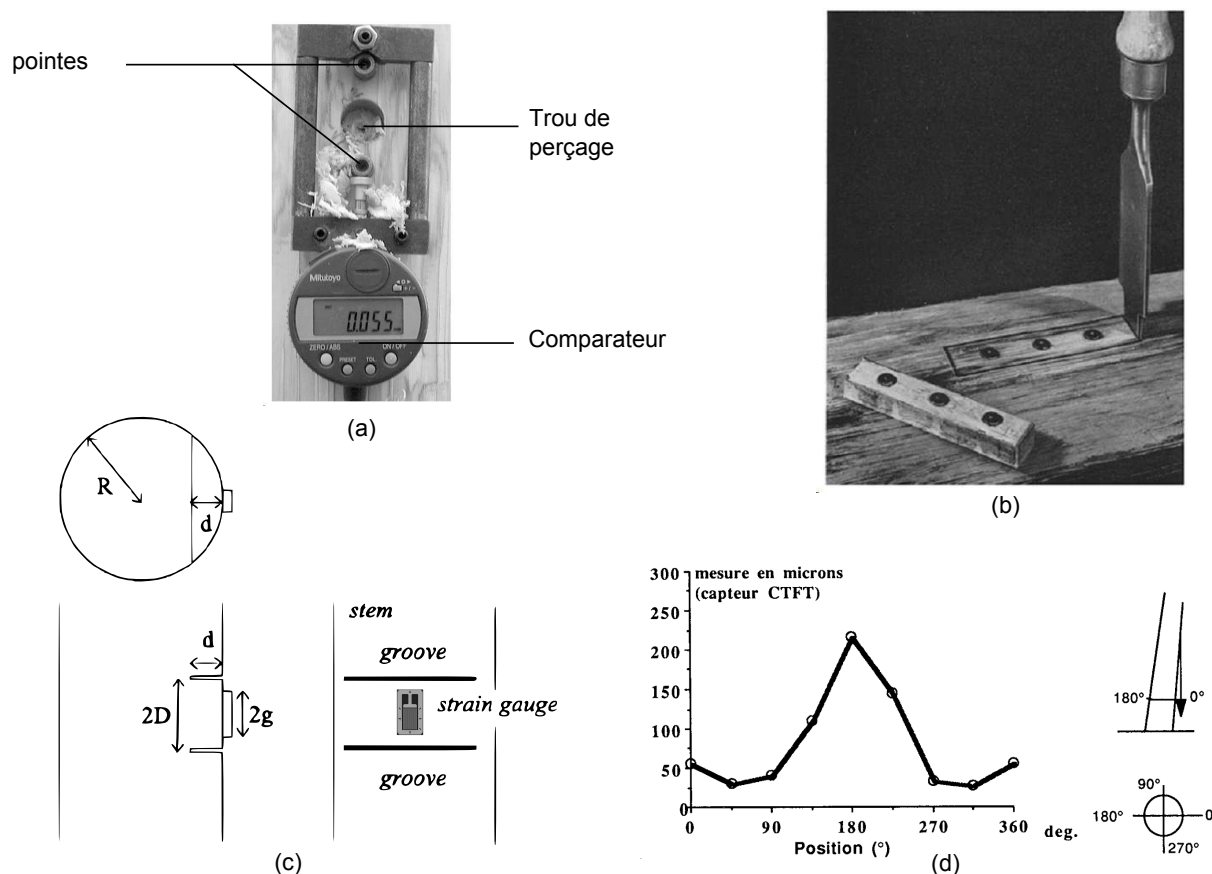 pointes
Trou de
perçage
Mitutoyo
0.055
ZERO/ABS
ON/OFF
PRESET
TOL
Comparateur
(a)
(b)
R
d
d
2D
2g
stem
groove
strain gauge
groove
(c)
mesure en microns
(capteur CTFT)
300
250
200
150
100
50
0
0
90
180
270
360
deg.
Position (°)
180°
0°
90°
180°
0
270°
(d)